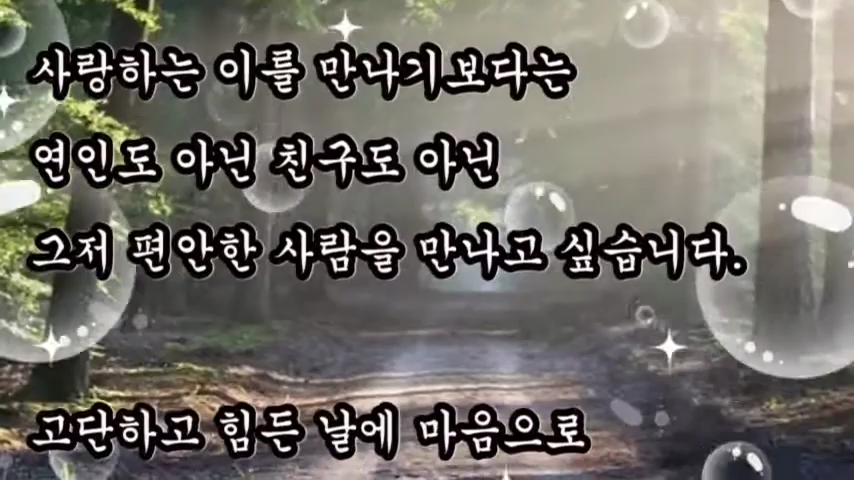 사랑하는 이를 만나기보다는
연인도 아닌 친구도 아닌
그저 편안한 사람을 만나고 싶습니다.
고단하고 힘든 날에 마음으로